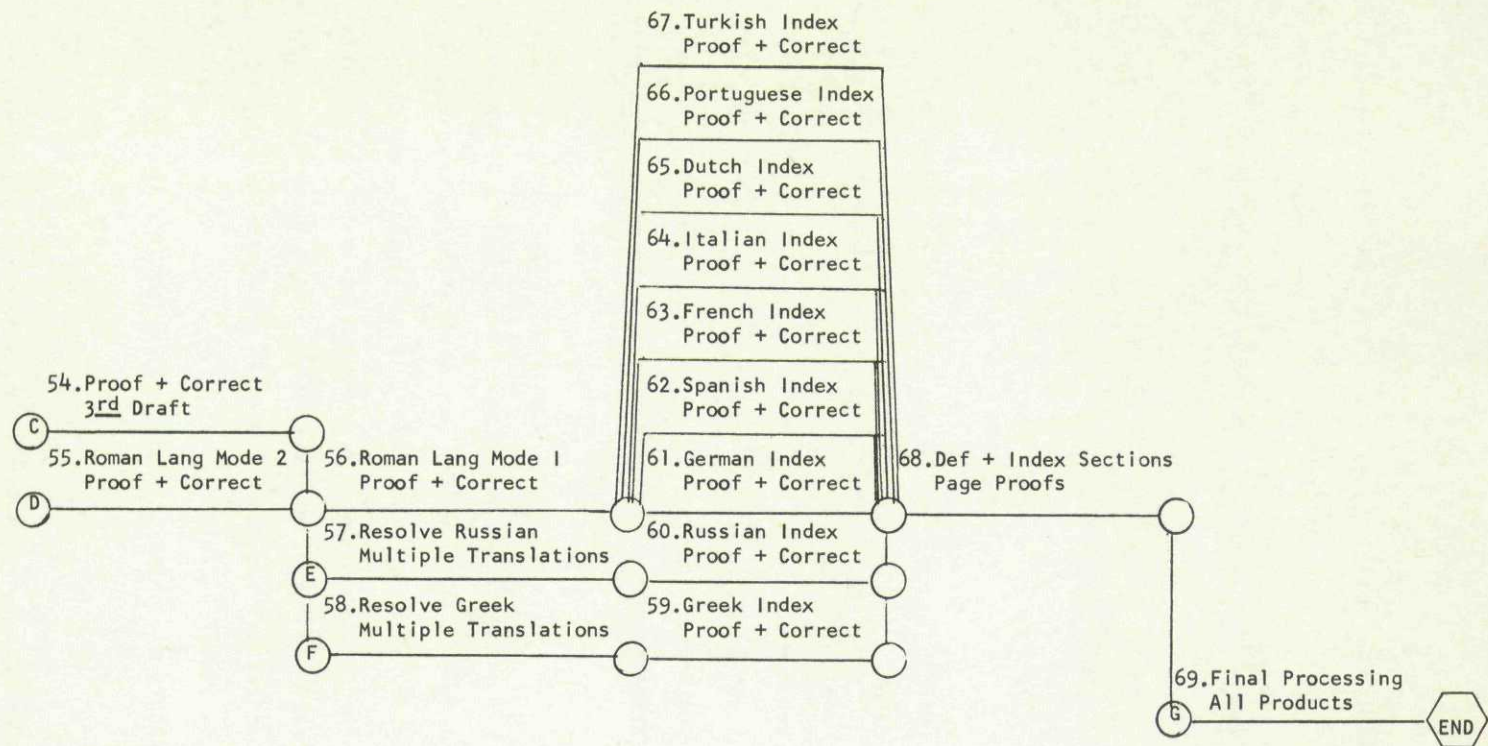 67.Turkish Index
Proof + Correct
66.Portuguese Index
Proof + Correct
65.Dutch Index
Proof + Correct
64.Italian Index
Proof + Correct
63.French Index
Proof + Correct
54.Proof + Correct
3rd Draft
C
62.Spanish Index
Proof + Correct
55.Roman Lang Mode 2
Proof + Correct
D
56.Roman Lang Mode 1
Proof + Correct
61.German Index
Proof + Correct
68.Def + Index Sections
Page Proofs
57.Resolve Russian
Multiple Translations
E
60.Russian Index
Proof + Correct
58.Resolve Greek
Multiple Translations
F
59.Greek Index
Proof + Correct
69.Final Processing
All Products
G
END